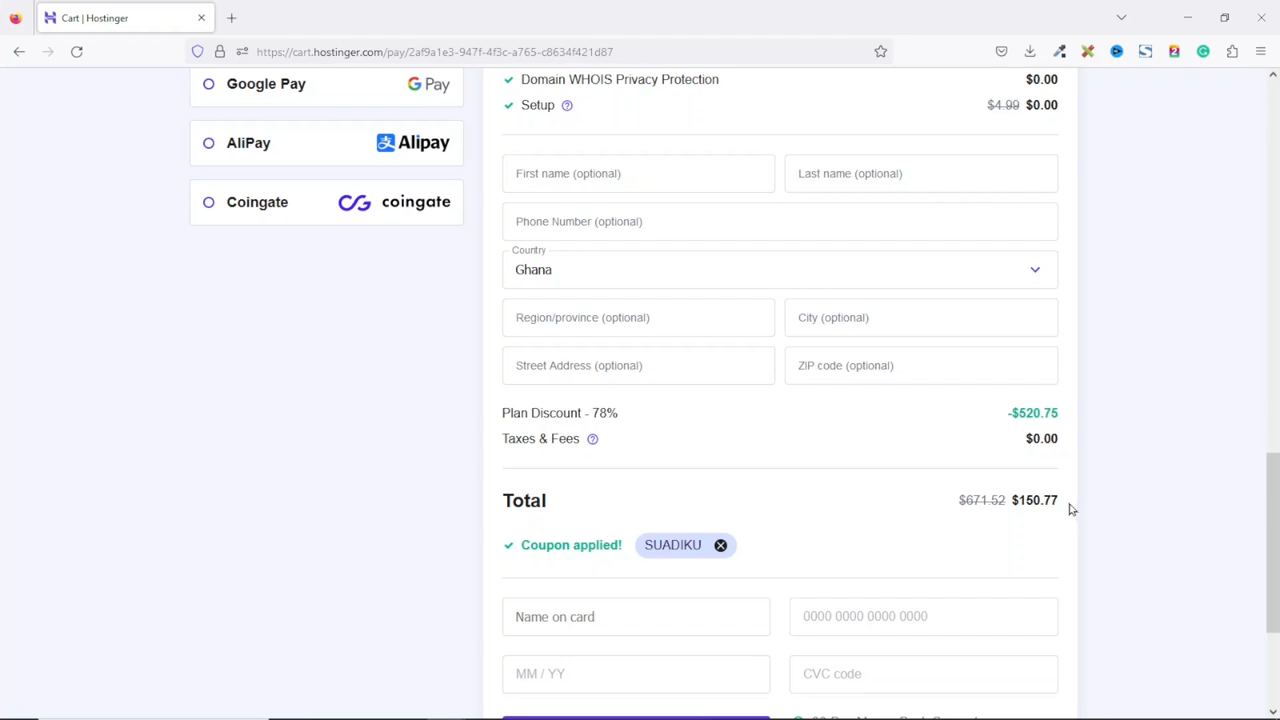 Cart | Hostinger
https://cart.hostinger.com/pay/2af9a1e3-947f-4f3c-a765-c8634f421d87
Google Pay G Pay
AliPay Alipay
Coingate coingate
Domain WHOIS Privacy Protection $0.00
Setup $4.99 $0.00
First name (optional) Last name (optional)
Phone Number (optional)
Country
Ghana
Region/province (optional) City (optional)
Street Address (optional) ZIP code (optional)
Plan Discount - 78% -$520.75
Taxes & Fees $0.00
Total $671.52 $150.77
Coupon applied! SUADIKU
Name on card 0000 0000 0000 0000
MM / YY CVC code